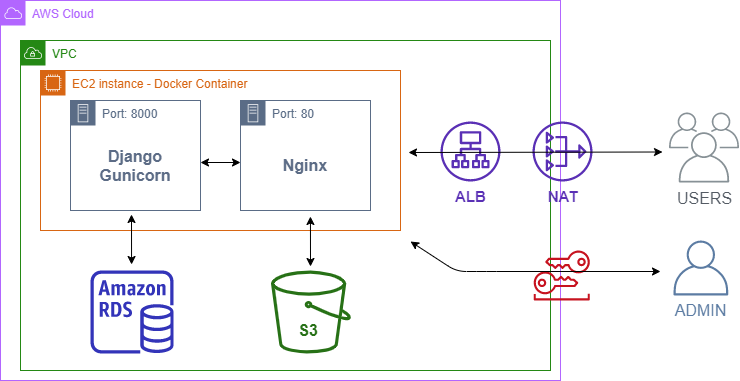 AWS Cloud
VPC
EC2 instance - Docker Container
Port: 8000
Port: 80
Django
Gunicorn
Nginx
ALB
NAT
USERS
Amazon
RDS
S3
ADMIN